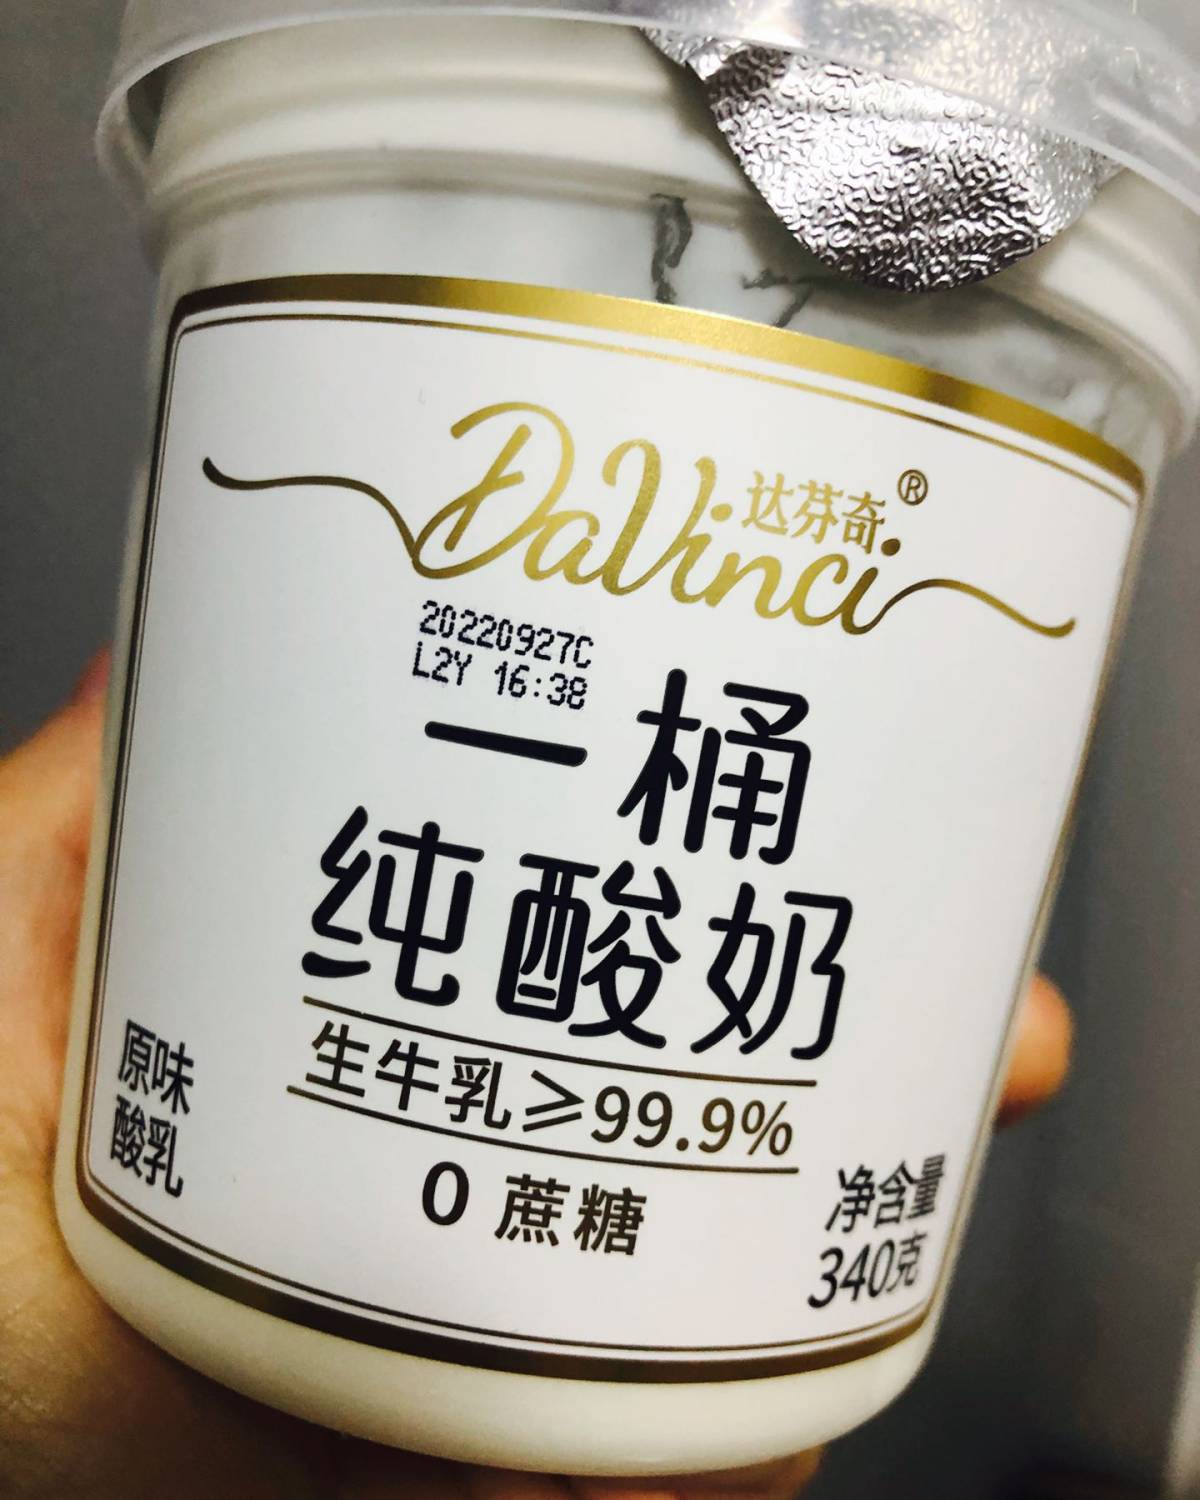 DaVinci 达芬奇®
20220927C
L2Y 16:38
一桶
纯酸奶
生牛乳≥99.9%
0 蔗糖
原味
酸乳
净含量
340克